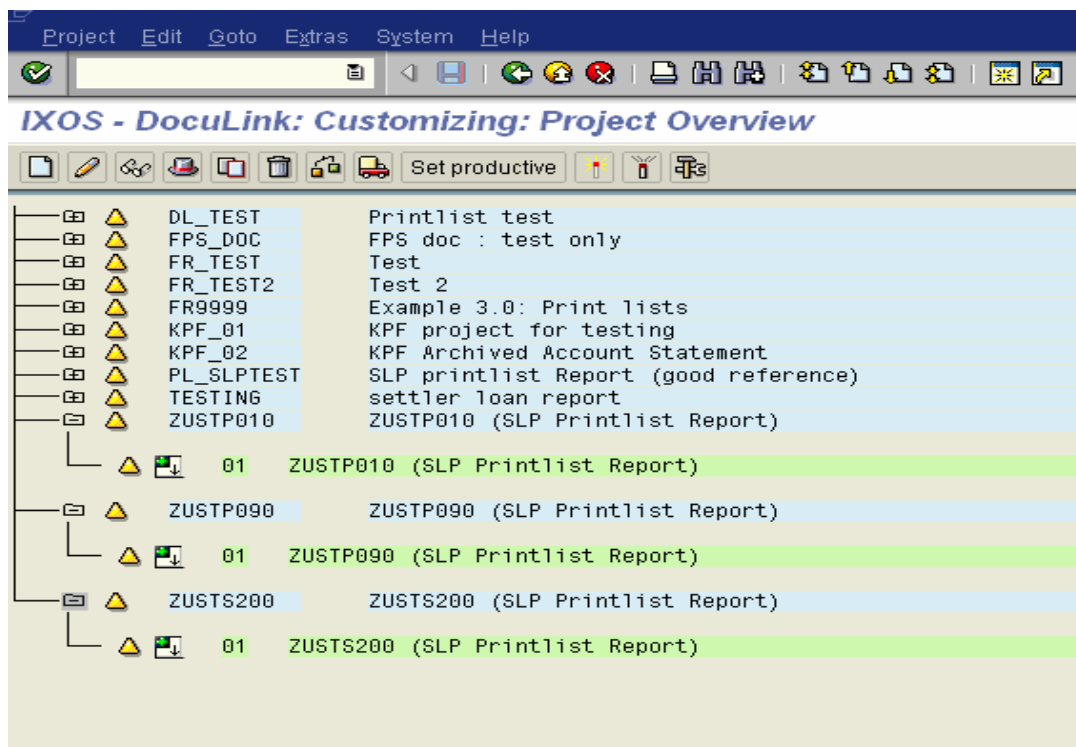 Project Edit Goto Extras System Help
IXOS - DocuLink: Customizing: Project Overview
Set productive
DL_TEST Printlist test
FPS_DOC FPS doc : test only
FR_TEST Test
FR_TEST2 Test 2
FR9999 Example 3.0: Print lists
KPF_01 KPF project for testing
KPF_02 KPF Archived Account Statement
PL_SLPTEST SLP printlist Report (good reference)
TESTING settler loan report
ZUSTP010 ZUSTP010 (SLP Printlist Report)
01 ZUSTP010 (SLP Printlist Report)
ZUSTP090 ZUSTP090 (SLP Printlist Report)
01 ZUSTP090 (SLP Printlist Report)
ZUSTS200 ZUSTS200 (SLP Printlist Report)
01 ZUSTS200 (SLP Printlist Report)